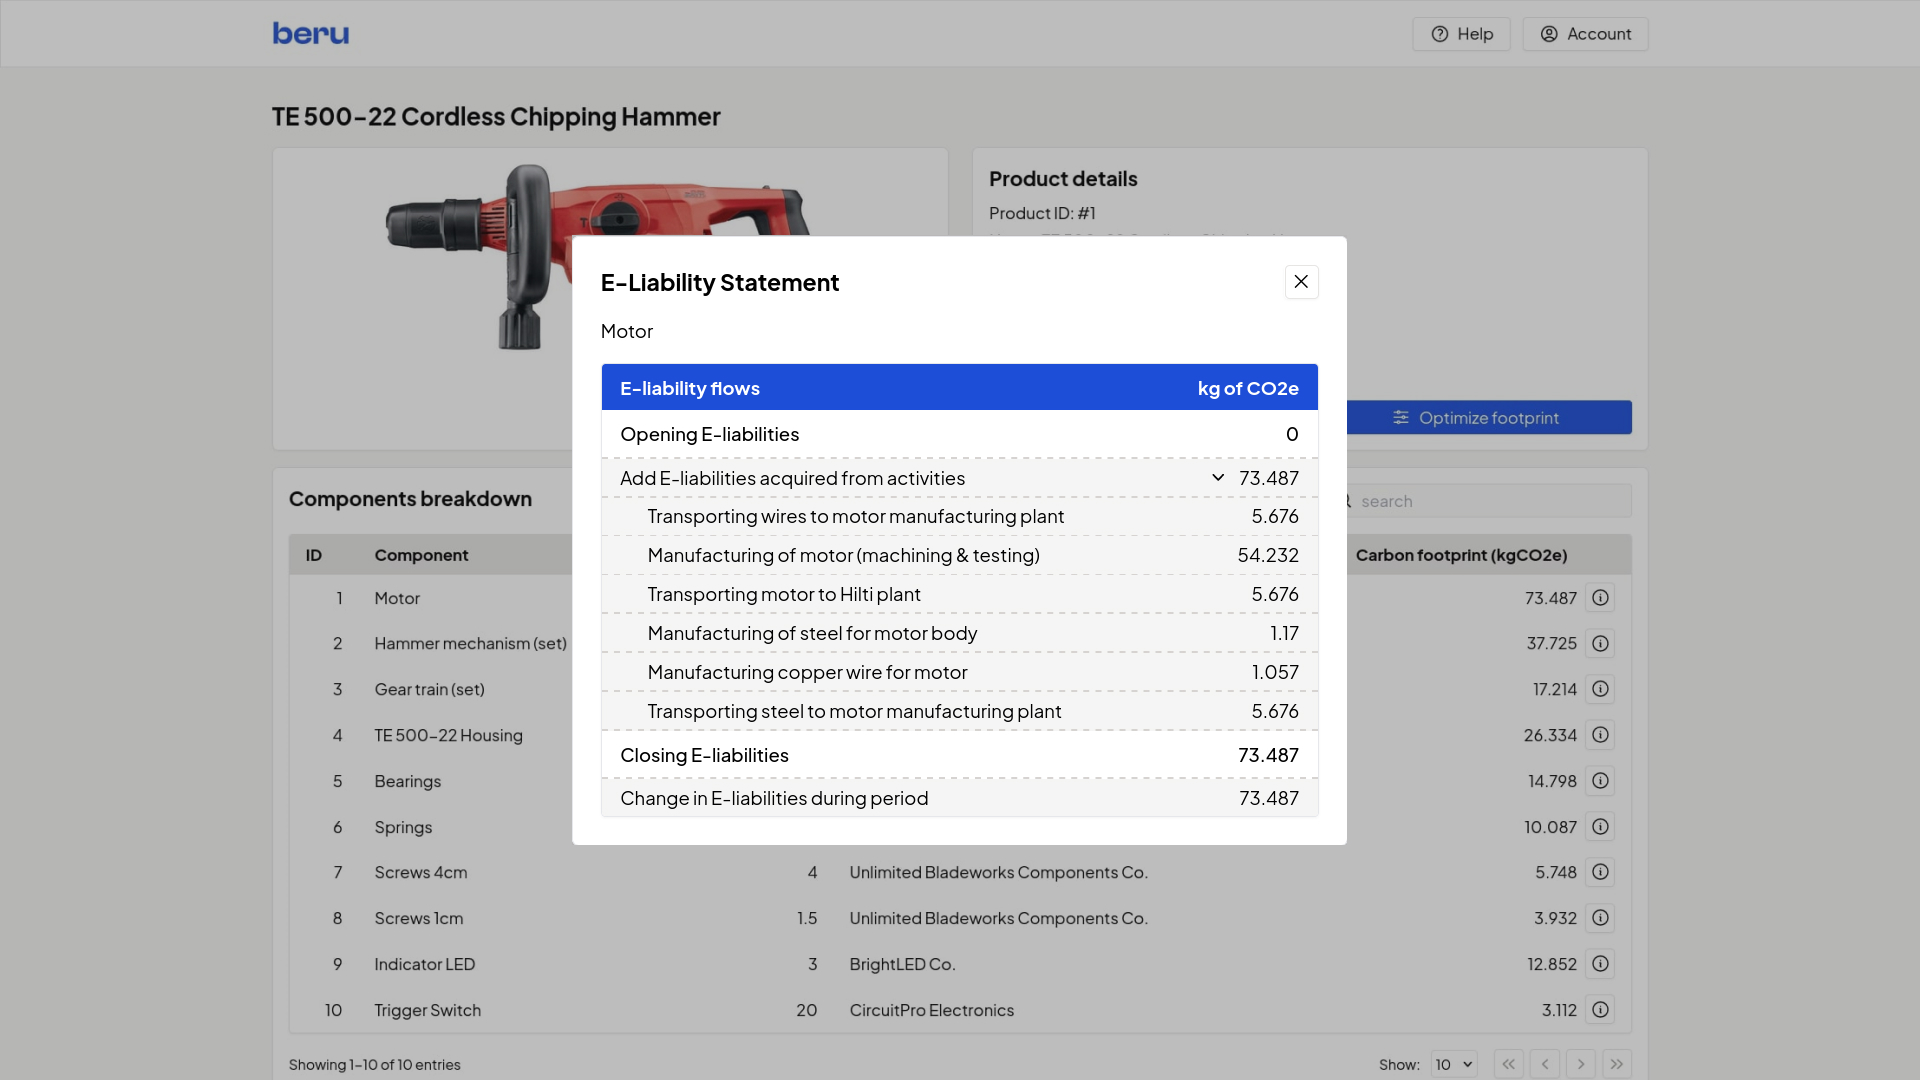 beru
Help
Account
TE 500-22 Cordless Chipping Hammer
Product details
Product ID: #1
E-Liability Statement
Motor
E-liability flows kg of CO2e
Opening E-liabilities 0
Add E-liabilities acquired from activities 73.487
Transporting wires to motor manufacturing plant 5.676
Manufacturing of motor (machining & testing) 54.232
Transporting motor to Hilti plant 5.676
Manufacturing of steel for motor body 1.17
Manufacturing copper wire for motor 1.057
Transporting steel to motor manufacturing plant 5.676
Closing E-liabilities 73.487
Change in E-liabilities during period 73.487
Optimize footprint
Components breakdown
search
ID Component Carbon footprint (kgCO2e)
1 Motor 73.487
2 Hammer mechanism (set) 37.725
3 Gear train (set) 17.214
4 TE 500-22 Housing 26.334
5 Bearings 14.798
6 Springs 10.087
7 Screws 4cm 4 Unlimited Bladeworks Components Co. 5.748
8 Screws 1cm 1.5 Unlimited Bladeworks Components Co. 3.932
9 Indicator LED 3 BrightLED Co. 12.852
10 Trigger Switch 20 CircuitPro Electronics 3.112
Showing 1-10 of 10 entries
Show: 10